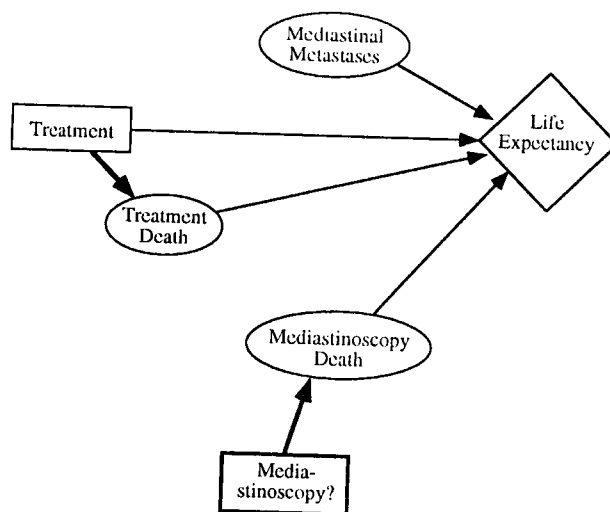 Mediastinal
Metastases
Life
Expectancy
Treatment
Treatment
Death
Mediastinoscopy
Death
Media-
stinoscopy?